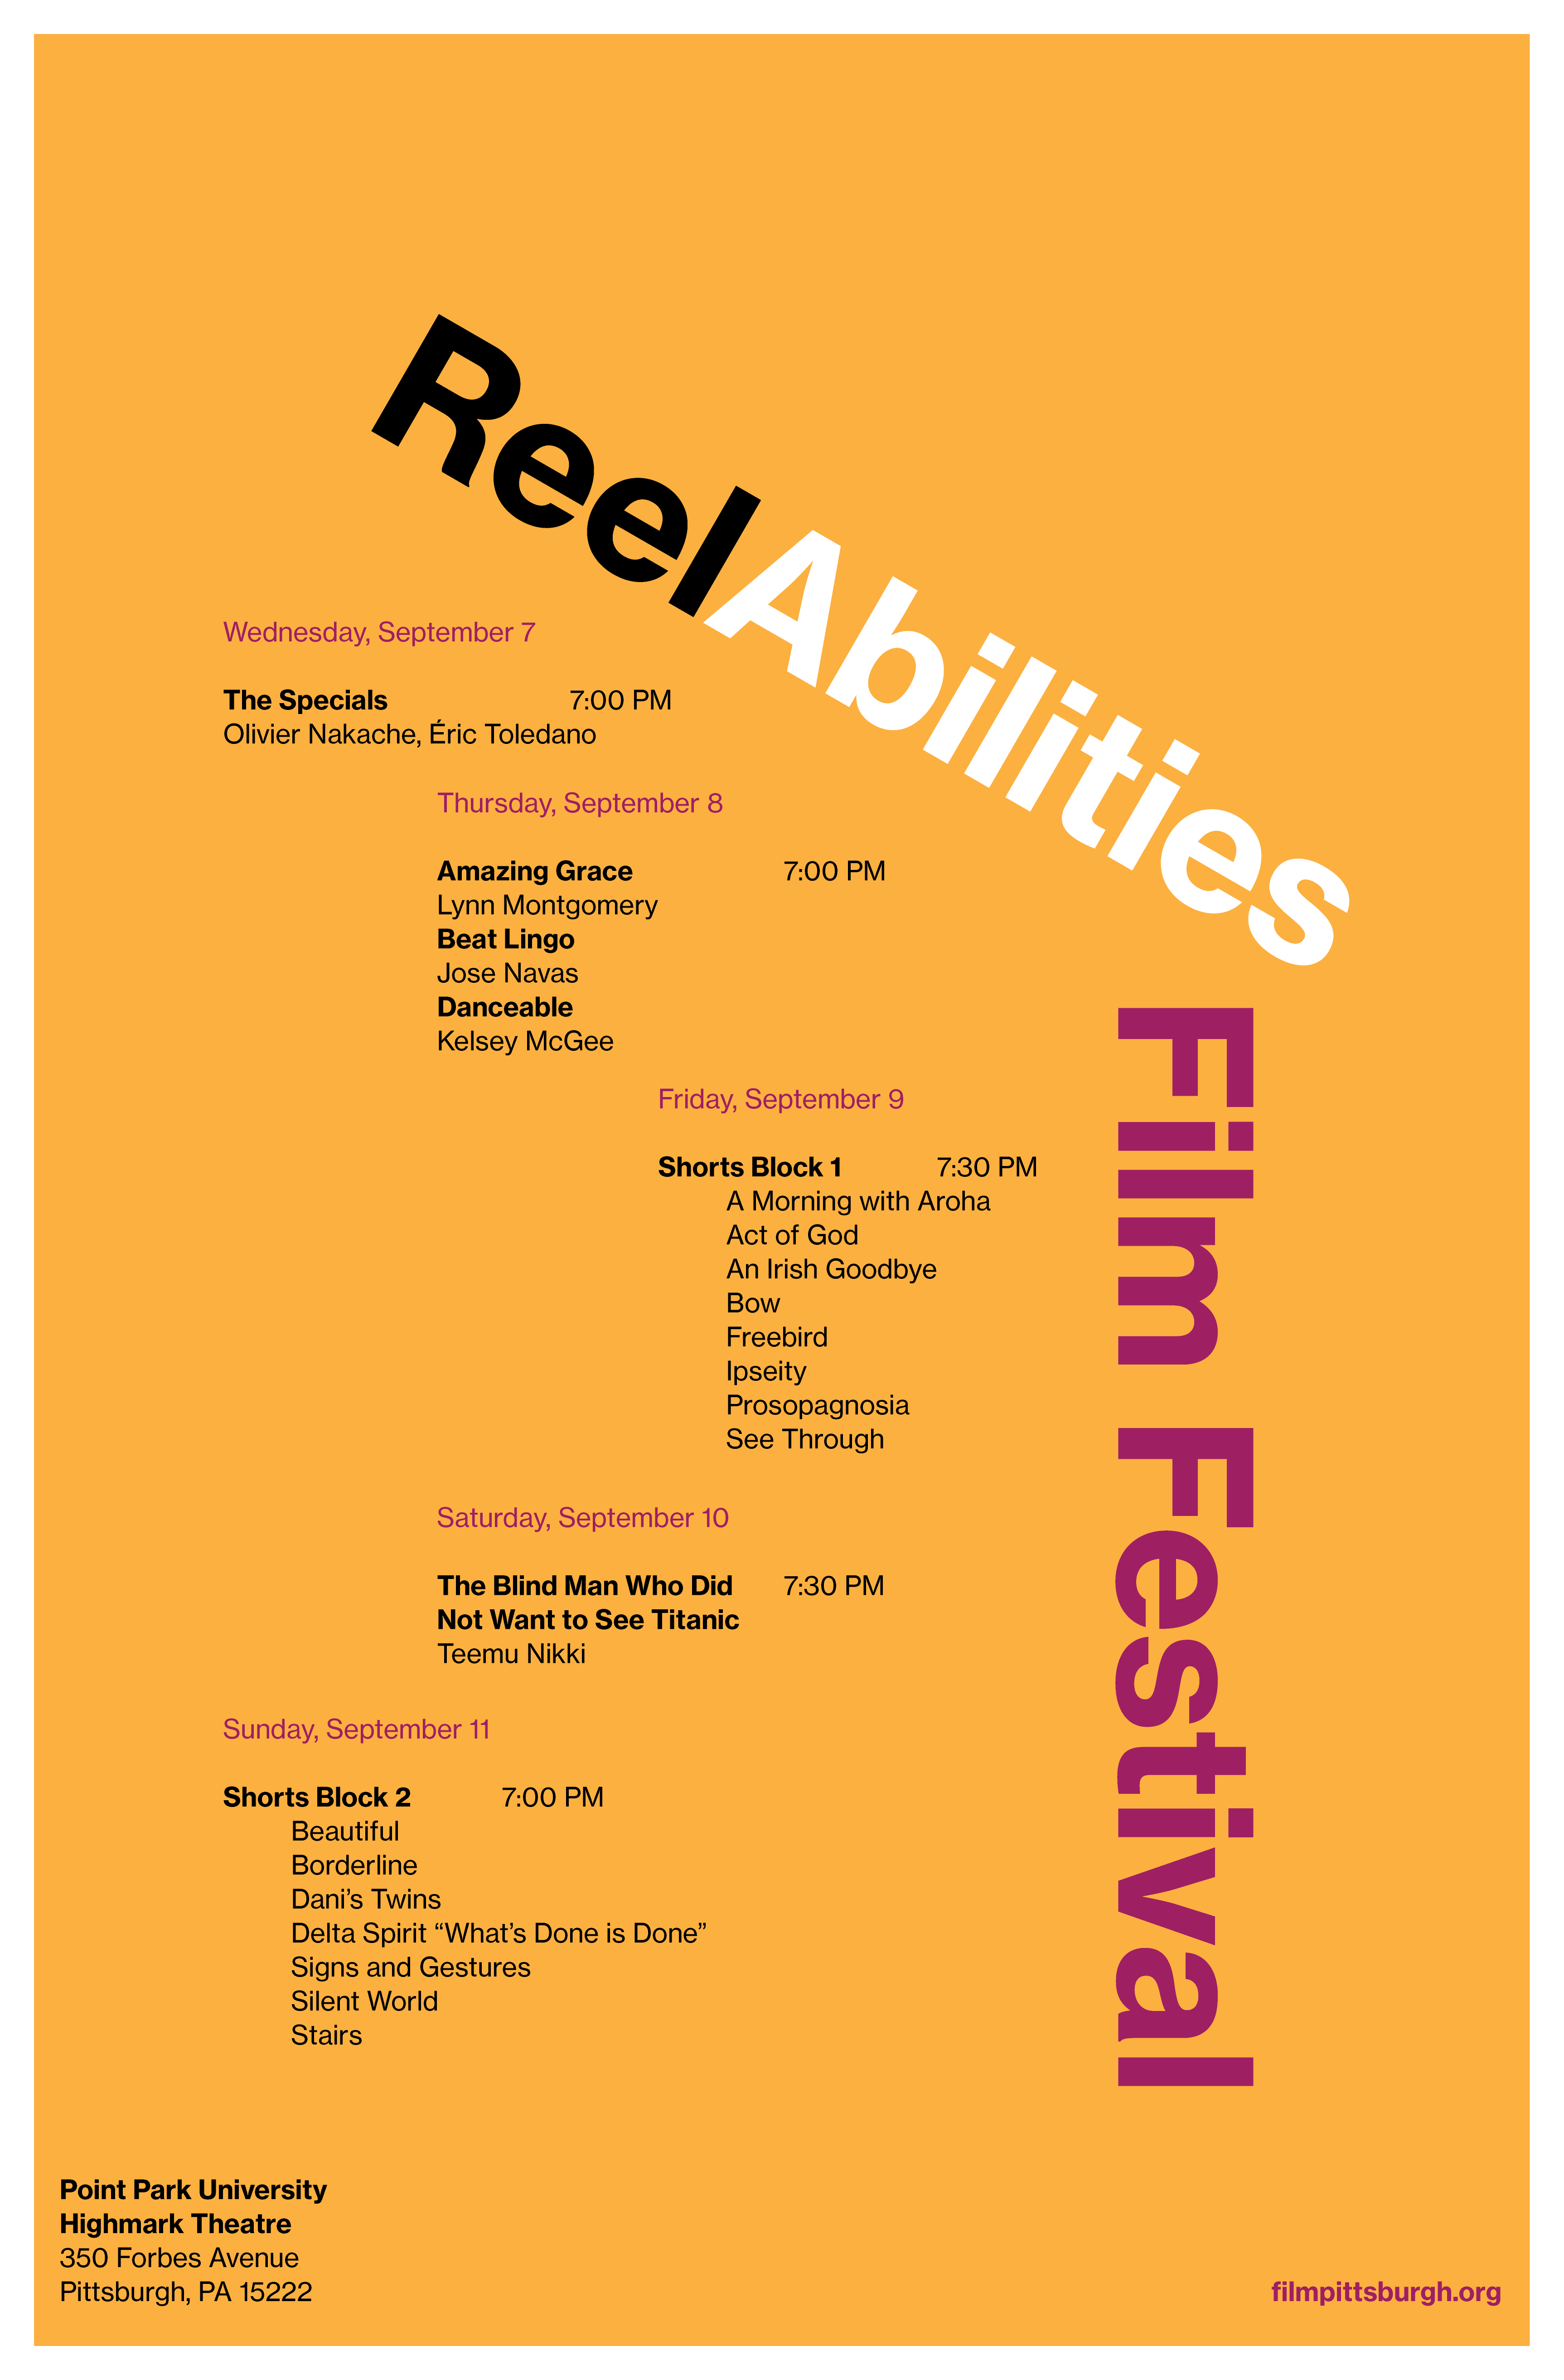 ReelAbilities
Film Festival
Wednesday, September 7
The Specials 7:00 PM
Olivier Nakache, Éric Toledano
Thursday, September 8
Amazing Grace 7:00 PM
Lynn Montgomery
Beat Lingo
Jose Navas
Danceable
Kelsey McGee
Friday, September 9
Shorts Block 1 7:30 PM
A Morning with Aroha
Act of God
An Irish Goodbye
Bow
Freebird
Ipseity
Prosopagnosia
See Through
Saturday, September 10
The Blind Man Who Did 7:30 PM
Not Want to See Titanic
Teemu Nikki
Sunday, September 11
Shorts Block 2 7:00 PM
Beautiful
Borderline
Dani’s Twins
Delta Spirit “What’s Done is Done”
Signs and Gestures
Silent World
Stairs
Point Park University
Highmark Theatre
350 Forbes Avenue
Pittsburgh, PA 15222
filmpittsburgh.org